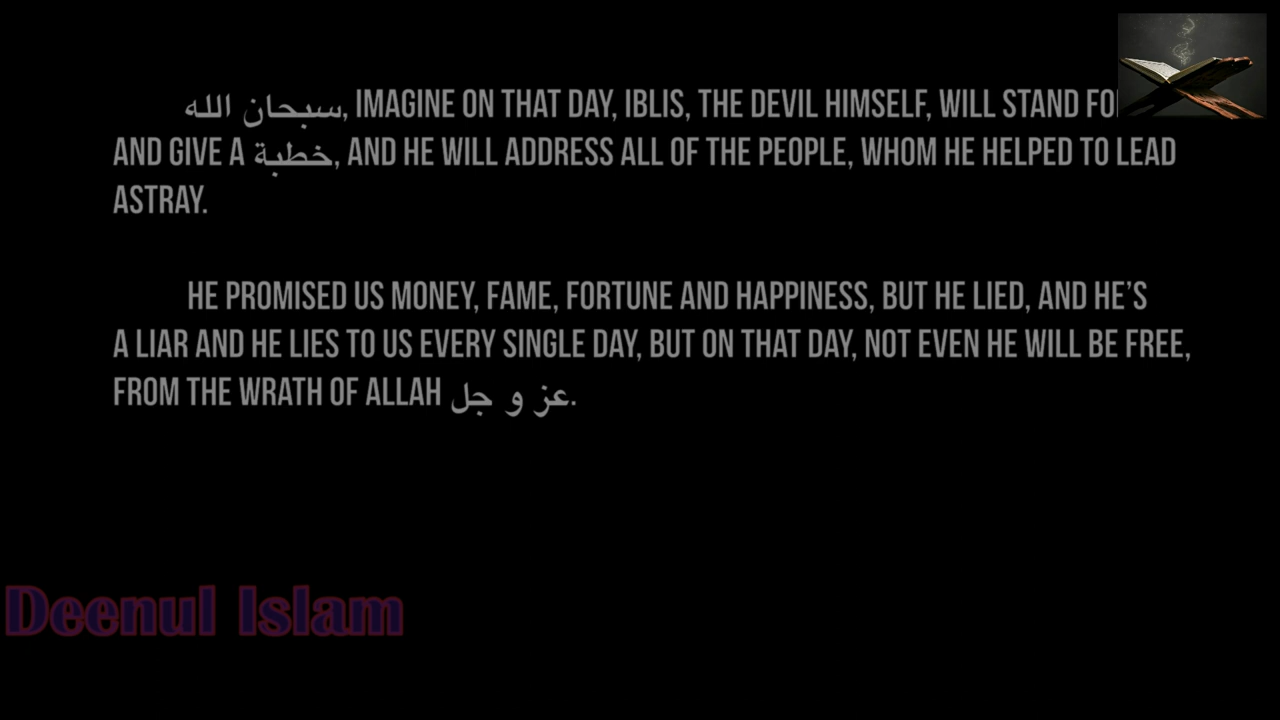 سبحان الله, IMAGINE ON THAT DAY, IBLIS, THE DEVIL HIMSELF, WILL STAND
AND GIVE A خطبة, AND HE WILL ADDRESS ALL OF THE PEOPLE, WHOM HE HELPED TO LEAD
ASTRAY.
HE PROMISED US MONEY, FAME, FORTUNE AND HAPPINESS, BUT HE LIED, AND HE'S
A LIAR AND HE LIES TO US EVERY SINGLE DAY, BUT ON THAT DAY, NOT EVEN HE WILL BE FREE,
FROM THE WRATH OF ALLAH عز و جل.
Deenul Islam